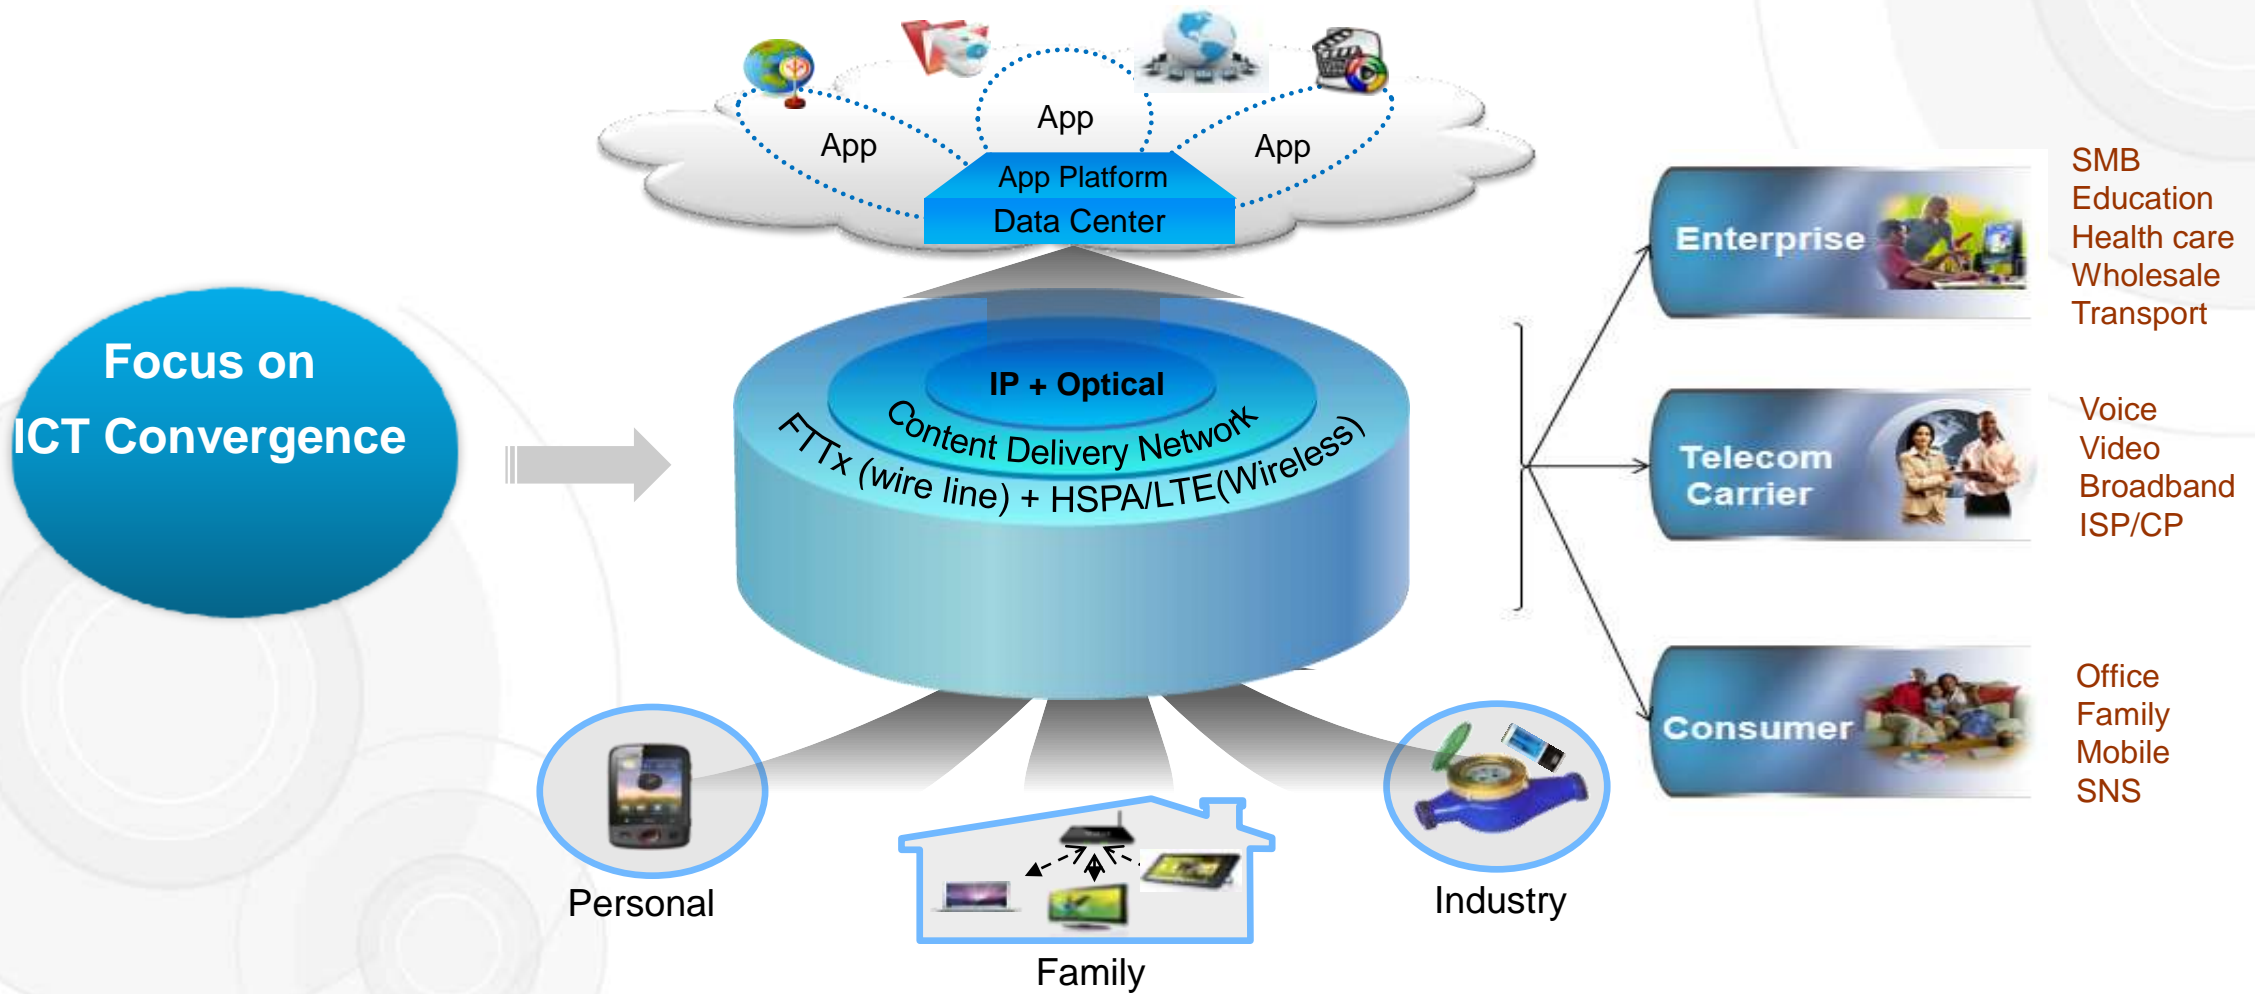 Focus on
ICT Convergence
App
App
App
App Platform
Data Center
IP + Optical
Content Delivery Network
FTTx (wire line) + HSPA/LTE(Wireless)
Personal
Family
Industry
Enterprise
SMB
Education
Health care
Wholesale
Transport
Telecom
Carrier
Voice
Video
Broadband
ISP/CP
Consumer
Office
Family
Mobile
SNS